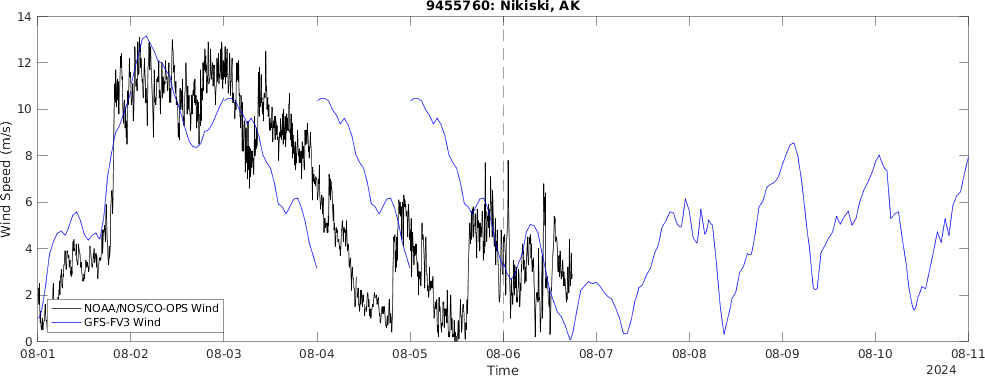 9455760: Nikiski, AK
14
12
10
8
6
4
2
0
Wind Speed (m/s)
NOAA/NOS/CO-OPS Wind
GFS-FV3 Wind
08-01 08-02 08-03 08-04 08-05 08-06 08-07 08-08 08-09 08-10 08-11
Time
2024